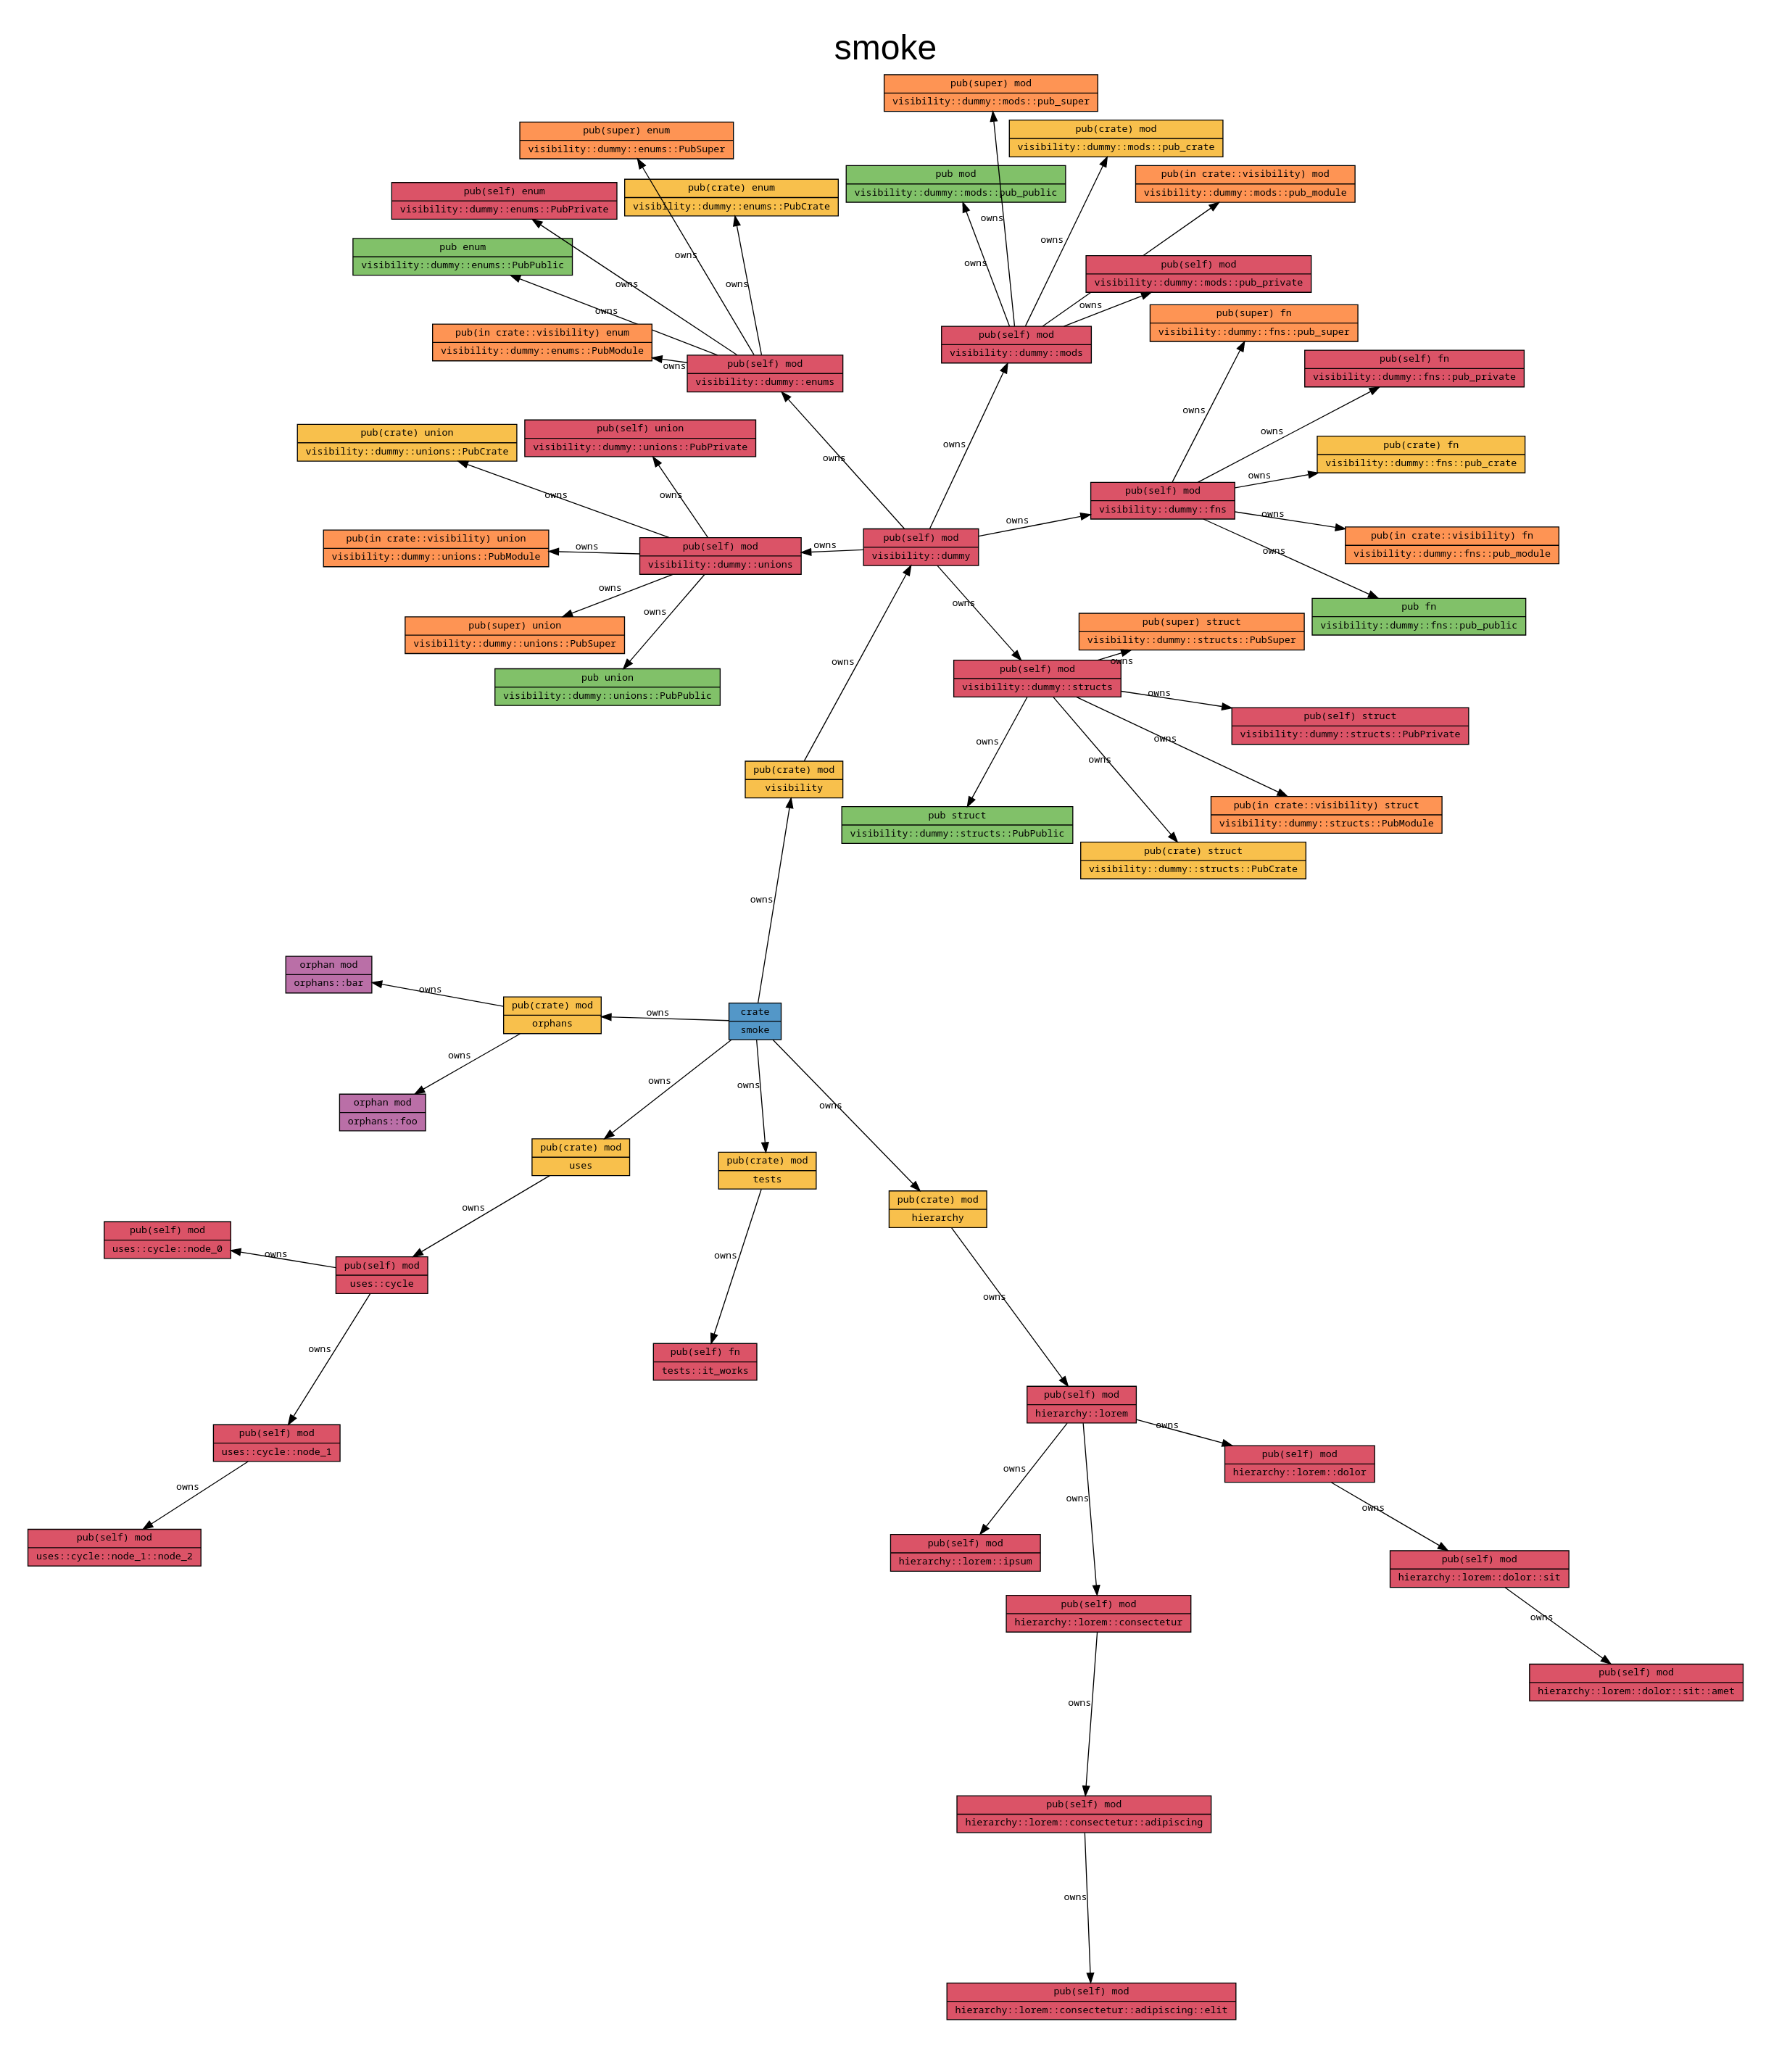 smoke
pub(super) mod
visibility::dummy::mods::pub_super
pub(super) enum
visibility::dummy::enums::PubSuper
pub(crate) mod
visibility::dummy::mods::pub_crate
pub mod
visibility::dummy::mods::pub_public
pub(in crate::visibility) mod
visibility::dummy::mods::pub_module
pub(self) enum
visibility::dummy::enums::PubPrivate
pub(crate) enum
visibility::dummy::enums::PubCrate
owns
owns
pub enum
visibility::dummy::enums::PubPublic
owns
owns
pub(self) mod
visibility::dummy::mods::pub_private
owns
owns
owns
owns
pub(super) fn
visibility::dummy::fns::pub_super
pub(in crate::visibility) enum
visibility::dummy::enums::PubModule
pub(self) mod
visibility::dummy::mods
owns
pub(self) mod
visibility::dummy::enums
pub(self) fn
visibility::dummy::fns::pub_private
owns
pub(crate) union
visibility::dummy::unions::PubCrate
pub(self) union
visibility::dummy::unions::PubPrivate
owns
owns
owns
pub(crate) fn
visibility::dummy::fns::pub_crate
owns
owns
owns
pub(self) mod
visibility::dummy::fns
owns
owns
pub(in crate::visibility) union
visibility::dummy::unions::PubModule
owns
pub(self) mod
visibility::dummy::unions
owns
pub(self) mod
visibility::dummy
pub(in crate::visibility) fn
visibility::dummy::fns::pub_module
owns
owns
owns
owns
pub fn
visibility::dummy::fns::pub_public
pub(super) union
visibility::dummy::unions::PubSuper
pub(super) struct
visibility::dummy::structs::PubSuper
owns
owns
pub union
visibility::dummy::unions::PubPublic
pub(self) mod
visibility::dummy::structs
owns
pub(self) struct
visibility::dummy::structs::PubPrivate
owns
owns
owns
pub(crate) mod
visibility
pub struct
visibility::dummy::structs::PubPublic
pub(in crate::visibility) struct
visibility::dummy::structs::PubModule
pub(crate) struct
visibility::dummy::structs::PubCrate
owns
orphan mod
orphans::bar
owns
pub(crate) mod
orphans
owns
crate
smoke
owns
orphan mod
orphans::foo
owns
owns
owns
pub(crate) mod
uses
pub(crate) mod
tests
pub(crate) mod
hierarchy
owns
pub(self) mod
uses::cycle::node_0
owns
pub(self) mod
uses::cycle
owns
owns
owns
pub(self) fn
tests::it_works
pub(self) mod
hierarchy::lorem
pub(self) mod
uses::cycle::node_1
owns
pub(self) mod
hierarchy::lorem::dolor
owns
owns
owns
owns
pub(self) mod
uses::cycle::node_1::node_2
pub(self) mod
hierarchy::lorem::ipsum
pub(self) mod
hierarchy::lorem::dolor::sit
pub(self) mod
hierarchy::lorem::consectetur
owns
pub(self) mod
hierarchy::lorem::dolor::sit::amet
owns
pub(self) mod
hierarchy::lorem::consectetur::adipiscing
owns
pub(self) mod
hierarchy::lorem::consectetur::adipiscing::elit